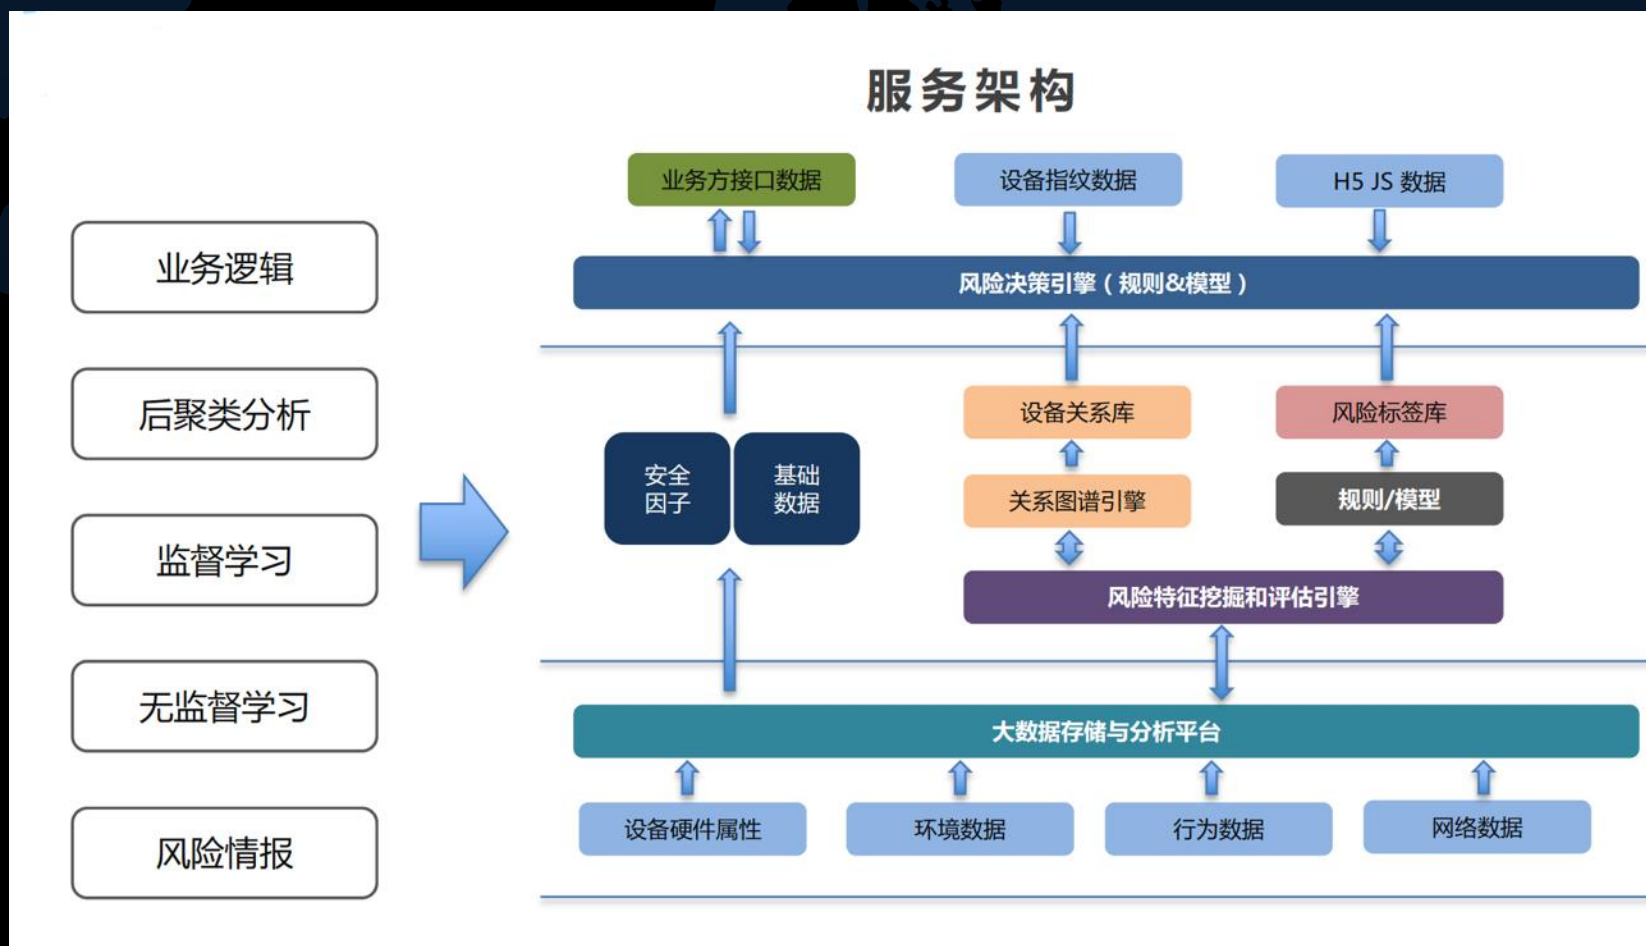 服务架构
业务逻辑
后聚类分析
监督学习
无监督学习
风险情报
业务方接口数据
设备指纹数据
H5 JS 数据
风险决策引擎（规则&模型）
安全
因子
基础
数据
设备关系库
风险标签库
关系图谱引擎
规则/模型
风险特征挖掘和评估引擎
大数据存储与分析平台
设备硬件属性
环境数据
行为数据
网络数据